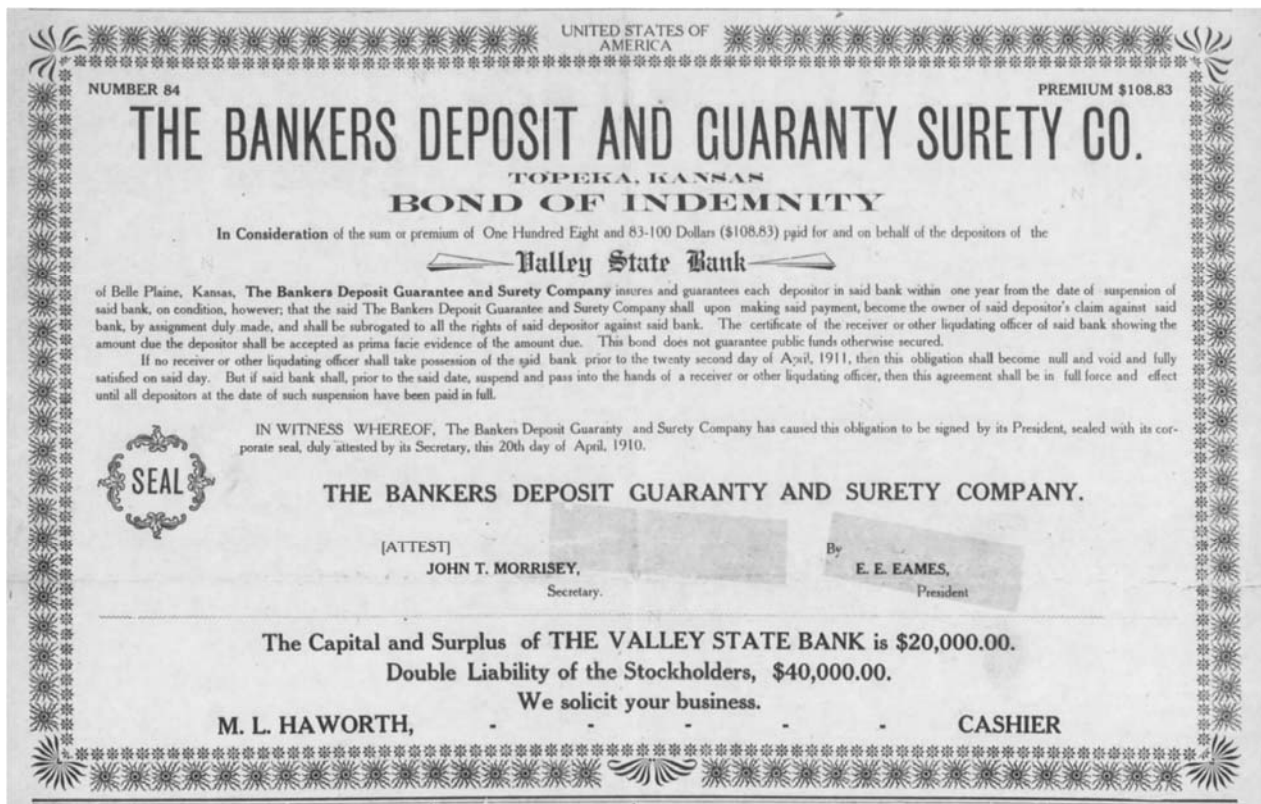 UNITED STATES OF
AMERICA
NUMBER 84
PREMIUM $108.83
THE BANKERS DEPOSIT AND GUARANTY SURETY CO.
TOPEKA, KANSAS
BOND OF INDEMNITY
In Consideration of the sum or premium of One Hundred Eight and 83-100 Dollars ($108.83) paid for and on behalf of the depositors of the
Valley State Bank
of Belle Plaine, Kansas, The Bankers Deposit Guarantee and Surety Company insures and guarantees each depositor in said bank within one year from the date of suspension of
said bank, on condition, however; that the said The Bankers Deposit Guarantee and Surety Company shall upon making said payment, become the owner of said depositor's claim against said
bank, by assignment duly made, and shall be subrogated to all the rights of said depositor against said bank. The certificate of the receiver or other liqudating officer of said bank showing the
amount due the depositor shall be accepted as prima facie evidence of the amount due. This bond does not guarantee public funds otherwise secured.
If no receiver or other liqudating officer shall take possession of the said bank prior to the twenty second day of April, 1911, then this obligation shall become null and void and fully
satisfied on said day. But if said bank shall, prior to the said date, suspend and pass into the hands of a receiver or other liqudating officer, then this agreement shall be in full force and effect
until all depositors at the date of such suspension have been paid in full.
IN WITNESS WHEREOF, The Bankers Deposit Guaranty and Surety Company has caused this obligation to be signed by its President, sealed with its cor-
porate seal, duly attested by its Secretary, this 20th day of April, 1910.
SEAL
THE BANKERS DEPOSIT GUARANTY AND SURETY COMPANY.
[ATTEST]
By
JOHN T. MORRISEY,
E. E. EAMES,
Secretary.
President
The Capital and Surplus of THE VALLEY STATE BANK is $20,000.00.
Double Liability of the Stockholders, $40,000.00.
We solicit your business.
M. L. HAWORTH, - - - - - CASHIER